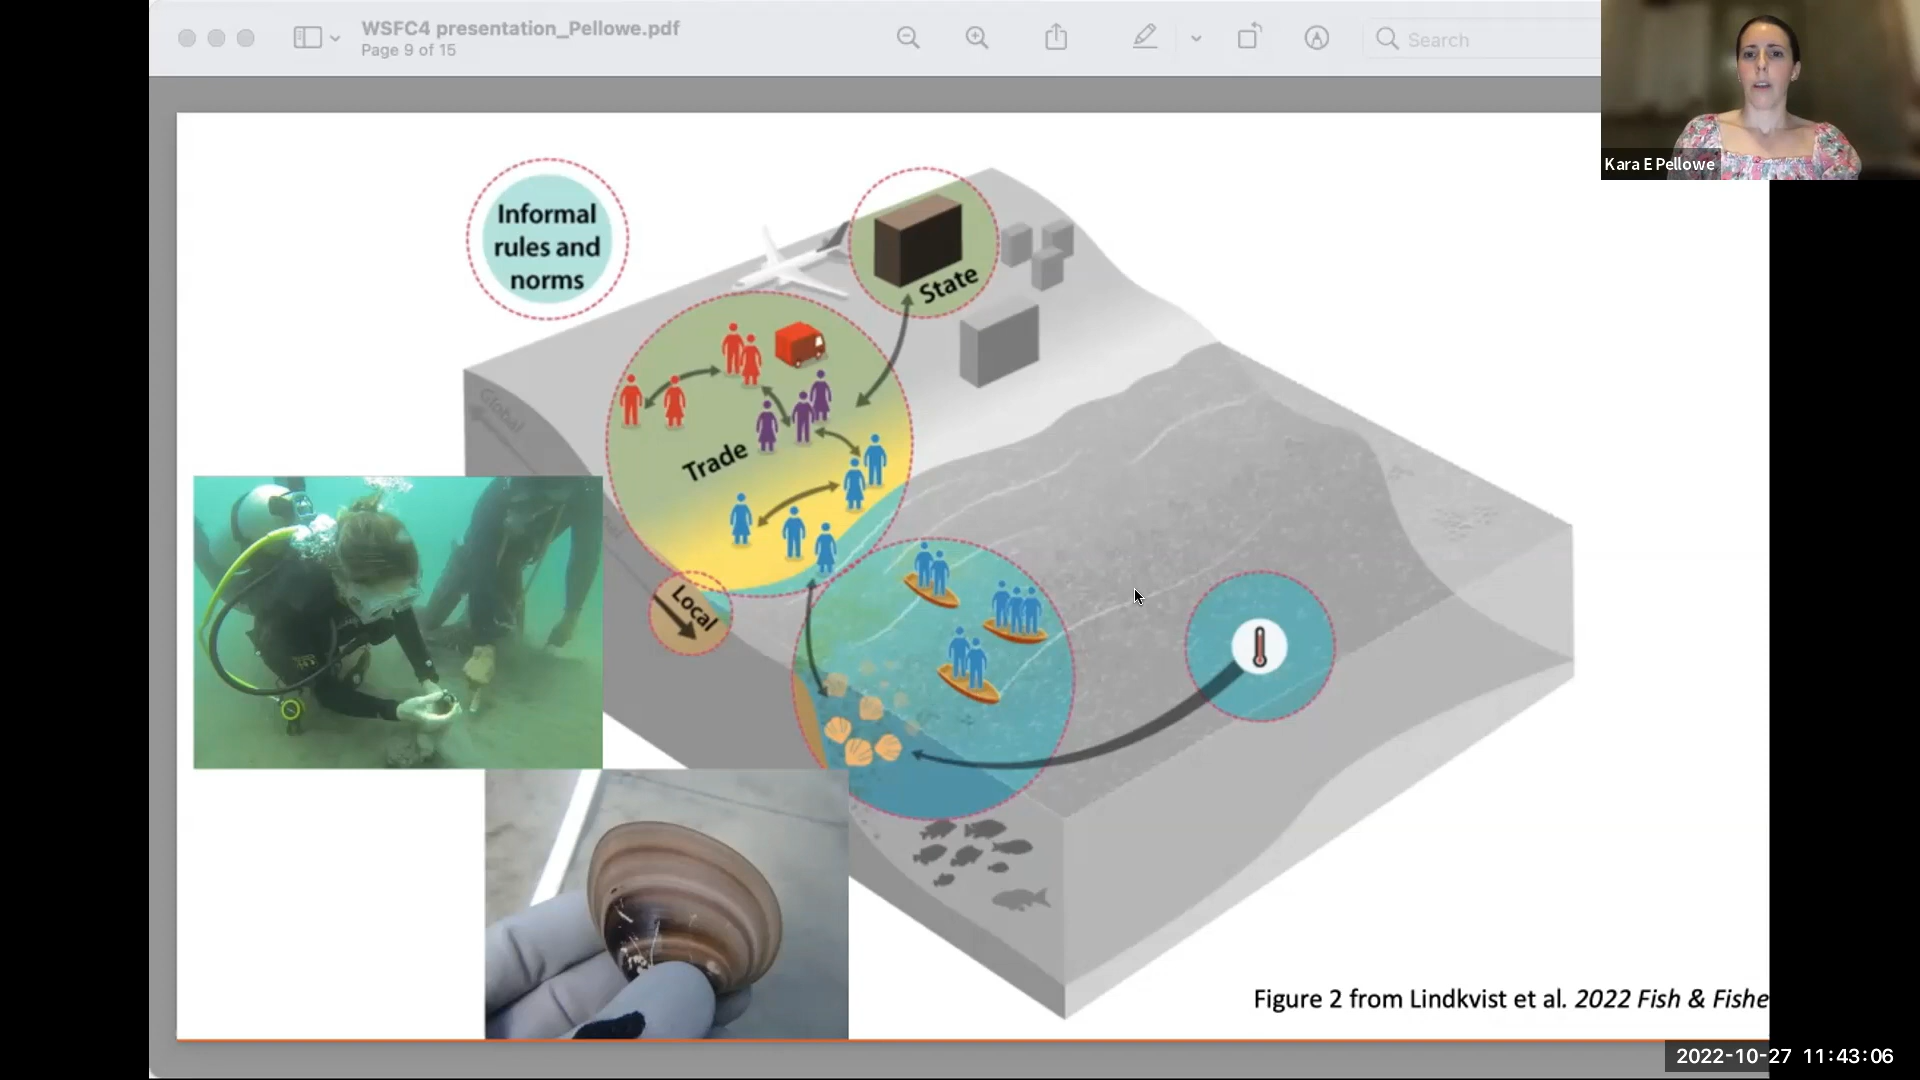 WSFC4 presentation_Pellowe.pdf
Page 9 of 15
Search
Kara E Pellowe
Informal
rules and
norms
State
Global
Trade
Local
Figure 2 from Lindkvist et al. 2022 Fish & Fishe
2022-10-27 11:43:06